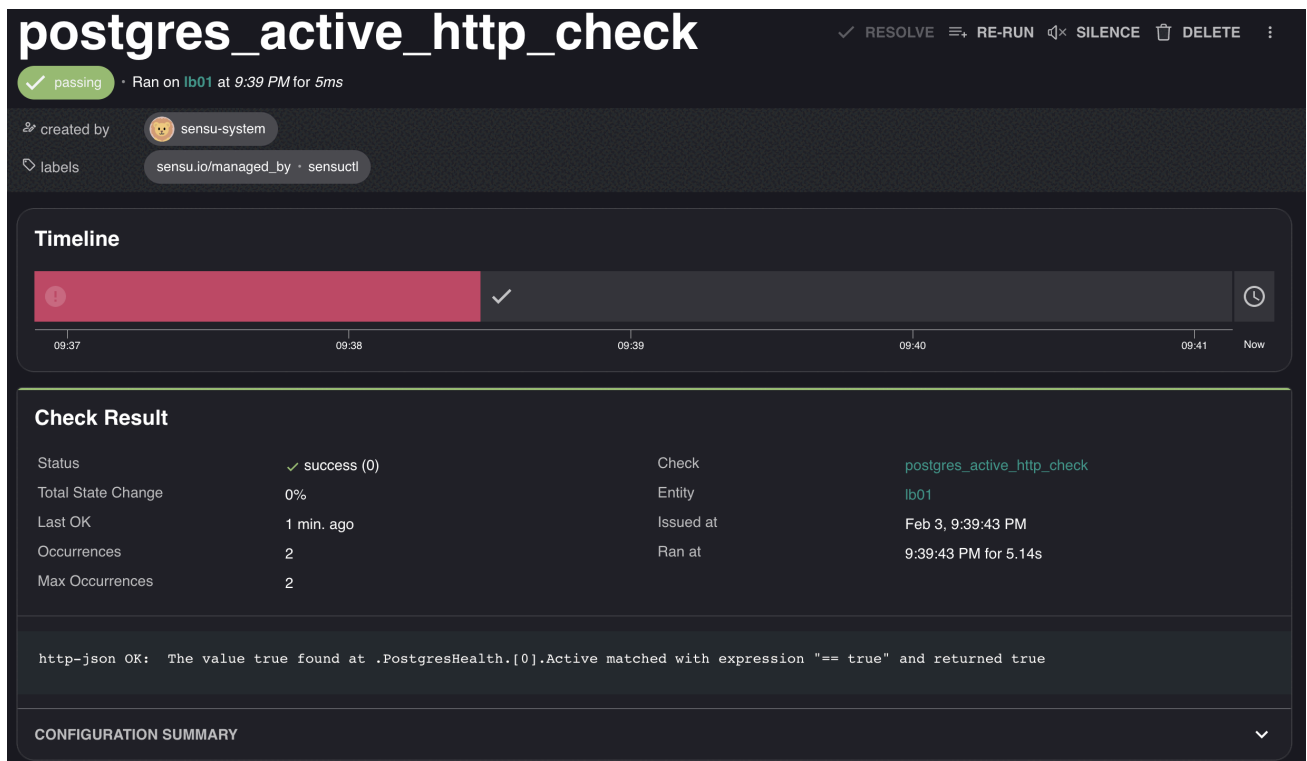 postgres_active_http_check
RESOLVE RE-RUN SILENCE DELETE
passing · Ran on lb01 at 9:39 PM for 5ms
created by sensu-system
labels sensu.io/managed_by · sensuctl
Timeline
09:37 09:38 09:39 09:40 09:41 Now
Check Result
Status success (0) Check postgres_active_http_check
Total State Change 0% Entity lb01
Last OK 1 min. ago Issued at Feb 3, 9:39:43 PM
Occurrences 2 Ran at 9:39:43 PM for 5.14s
Max Occurrences 2
http-json OK:  The value true found at .PostgresHealth.[0].Active matched with expression "== true" and returned true
CONFIGURATION SUMMARY